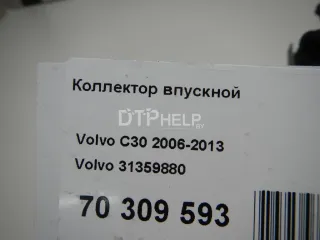 Коллектор впускной
DTPHELP.BY
Volvo C30 2006-2013
Volvo 31359880
70 309 593